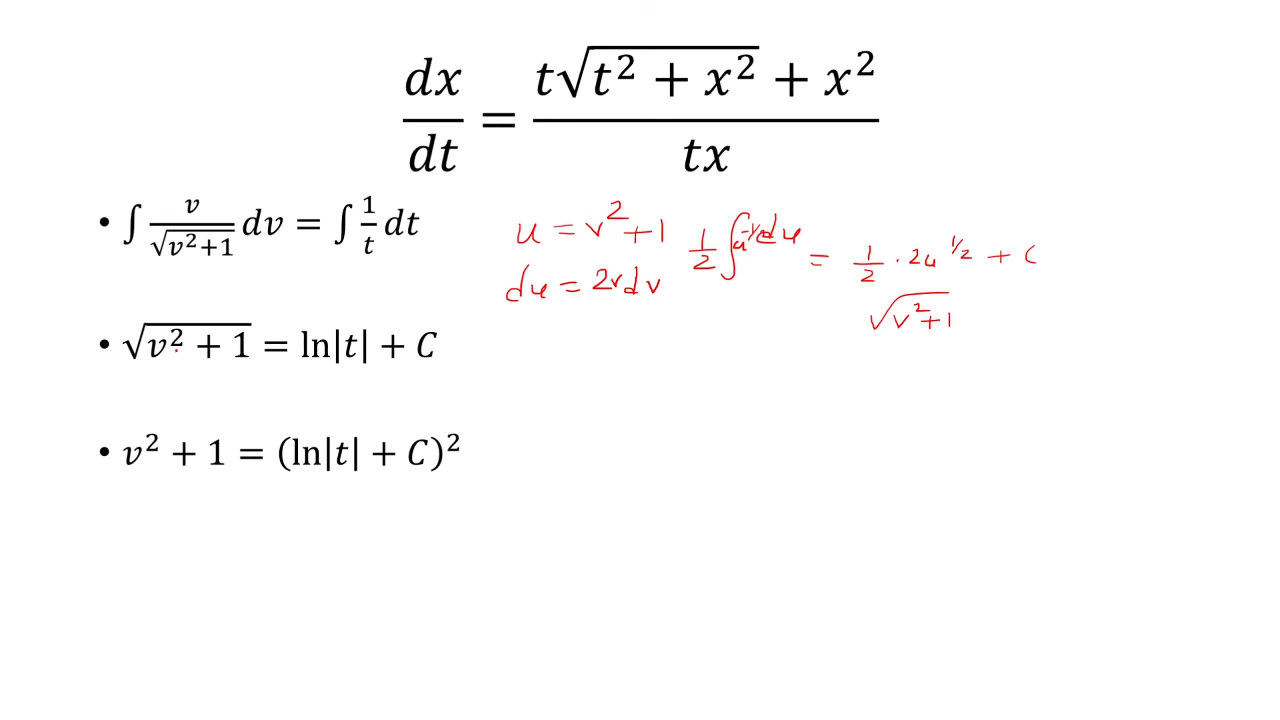 dx/dt = (t√(t² + x²) + x²)/(tx)
• ∫ v/√(v²+1) dv = ∫ 1/t dt
u = v² + 1
du = 2v dv
1/2 ∫ u^(-1/2) du = 1/2 · 2u^(1/2) + C
√(v²+1)
• √(v² + 1) = ln|t| + C
• v² + 1 = (ln|t| + C)²